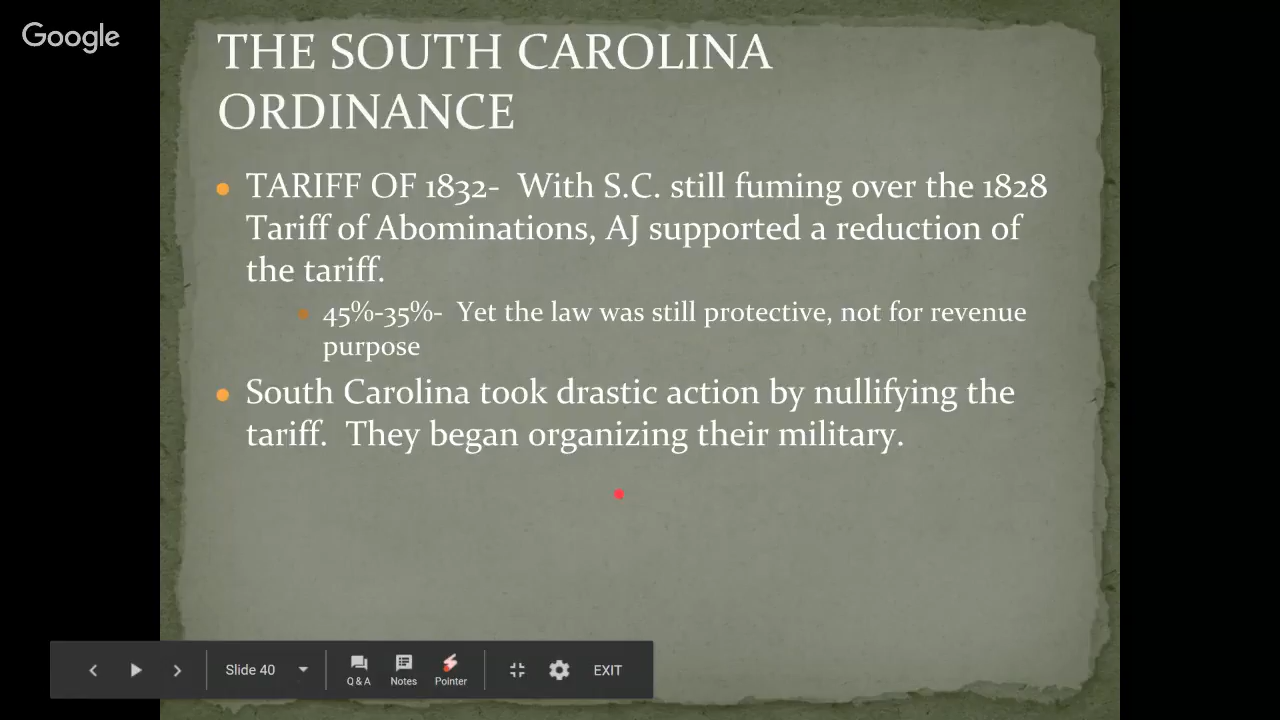 Google
THE SOUTH CAROLINA
ORDINANCE
TARIFF OF 1832- With S.C. still fuming over the 1828
Tariff of Abominations, AJ supported a reduction of
the tariff.
45%-35%- Yet the law was still protective, not for revenue
purpose
South Carolina took drastic action by nullifying the
tariff. They began organizing their military.
Slide 40
Q & A
Notes
Pointer
EXIT